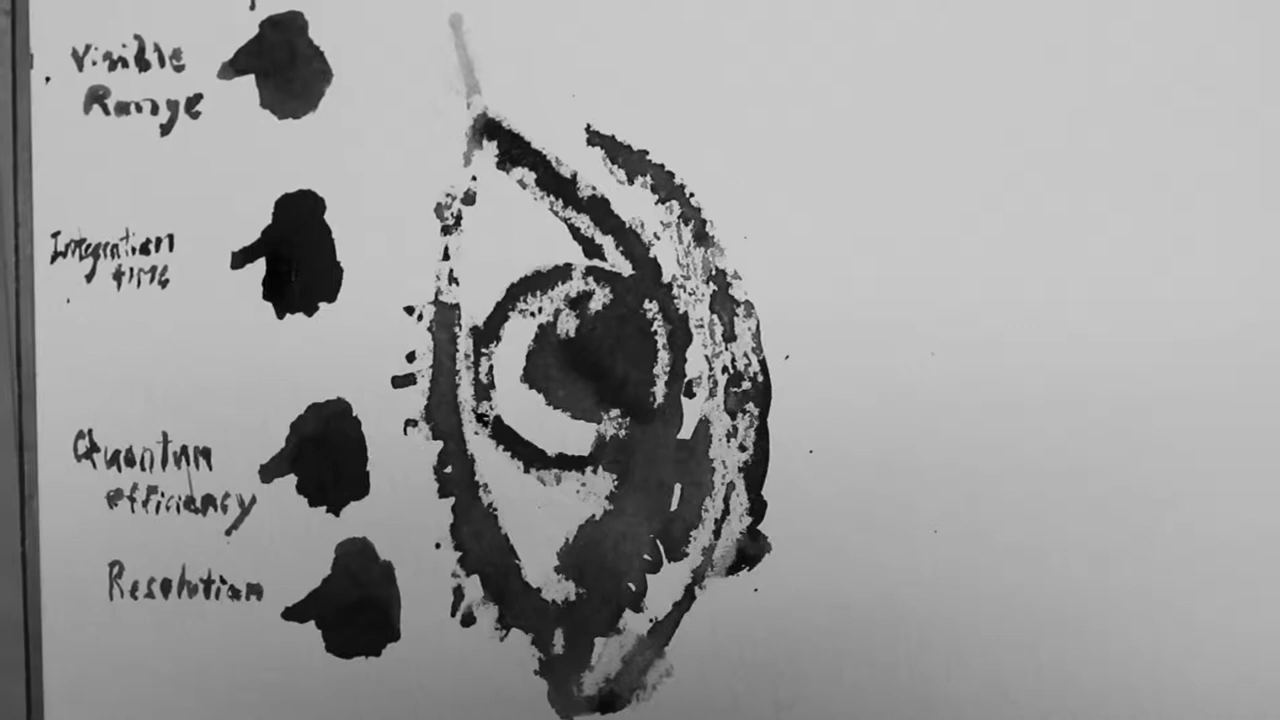 Visible
Range
Integration
time
Quantum
efficiency
Resolution